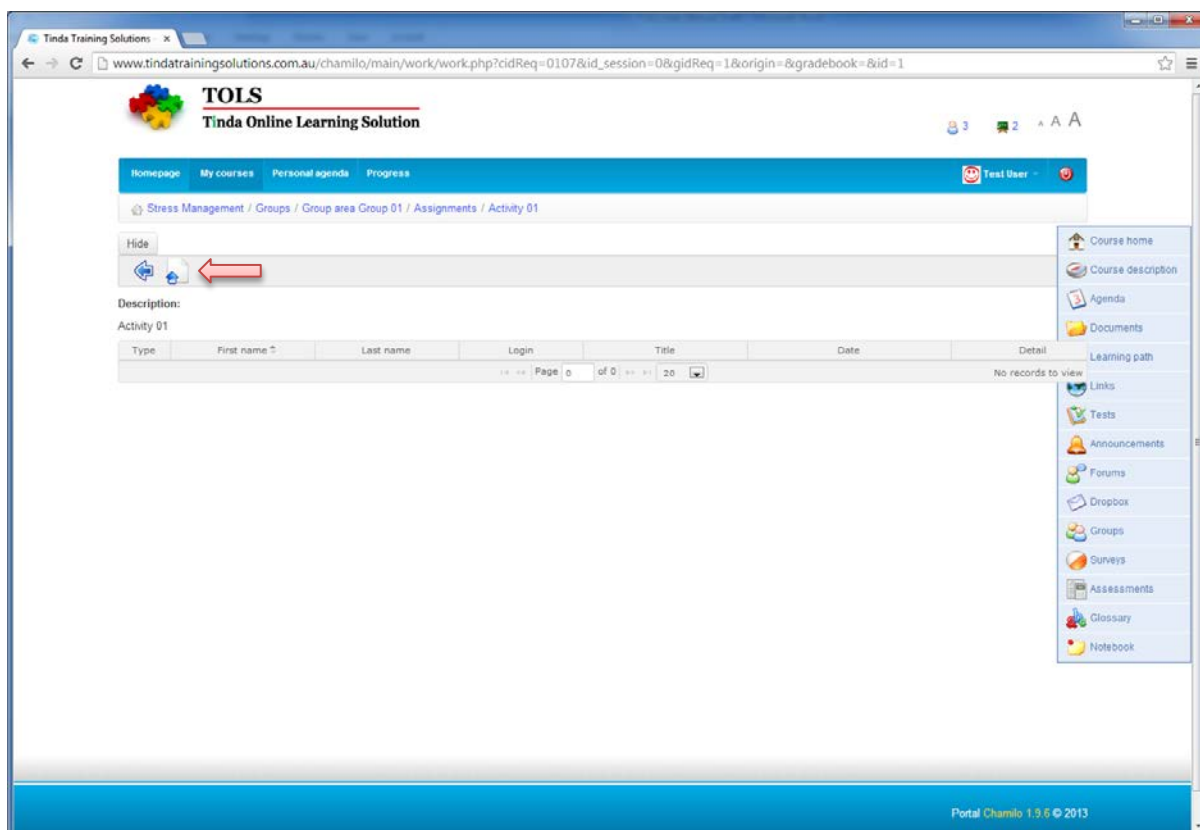 Tinda Training Solutions
www.tindatrainingsolutions.com.au/chamilo/main/work/work.php?cidReq=0107&id_session=0&gidReq=1&origin=&gradebook=&id=1
TOLS
Tinda Online Learning Solution
3 2 A A A
Homepage My courses Personal agenda Progress Test User
Stress Management / Groups / Group area Group 01 / Assignments / Activity 01
Hide
Description:
Activity 01
Type First name Last name Login Title Date Detail
Page 0 of 0 20 No records to view
Course home
Course description
Agenda
Documents
Learning path
Links
Tests
Announcements
Forums
Dropbox
Groups
Surveys
Assessments
Glossary
Notebook
Portal Chamilo 1.9.6 © 2013